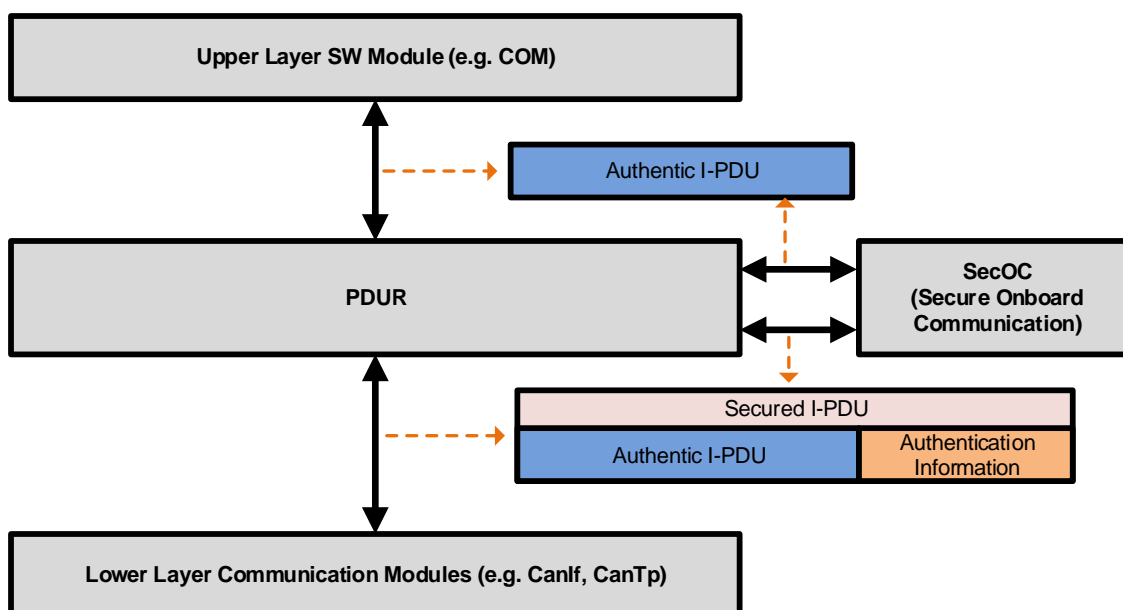 Upper Layer SW Module (e.g. COM)
Authentic I-PDU
PDUR
SecOC
(Secure Onboard
Communication)
Secured I-PDU
Authentic I-PDU
Authentication
Information
Lower Layer Communication Modules (e.g. CanIf, CanTp)